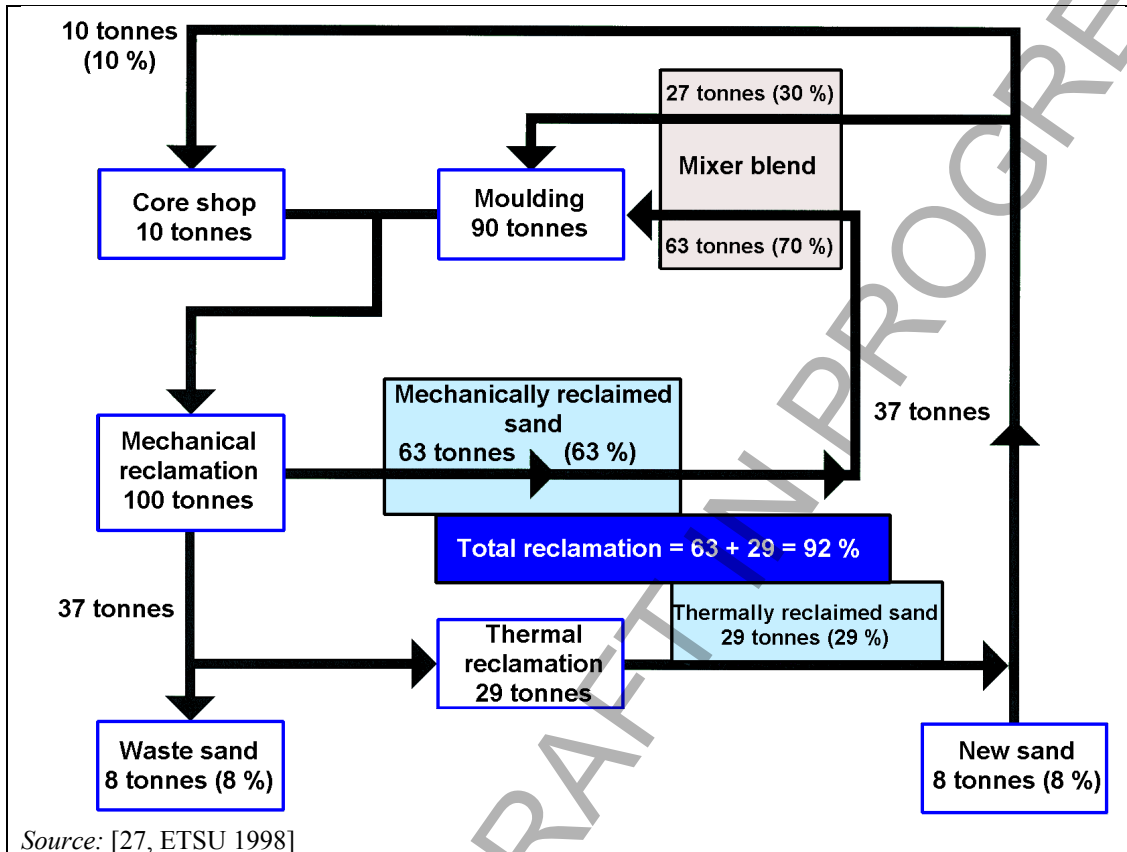 10 tonnes
(10 %)
27 tonnes (30 %)
Mixer blend
63 tonnes (70 %)
Core shop
10 tonnes
Moulding
90 tonnes
Mechanically reclaimed
sand
63 tonnes (63 %)
37 tonnes
Mechanical
reclamation
100 tonnes
Total reclamation = 63 + 29 = 92 %
37 tonnes
Thermally reclaimed sand
29 tonnes (29 %)
Thermal
reclamation
29 tonnes
Waste sand
8 tonnes (8 %)
New sand
8 tonnes (8 %)
Source: [27, ETSU 1998]
RAFT IN PROGRE